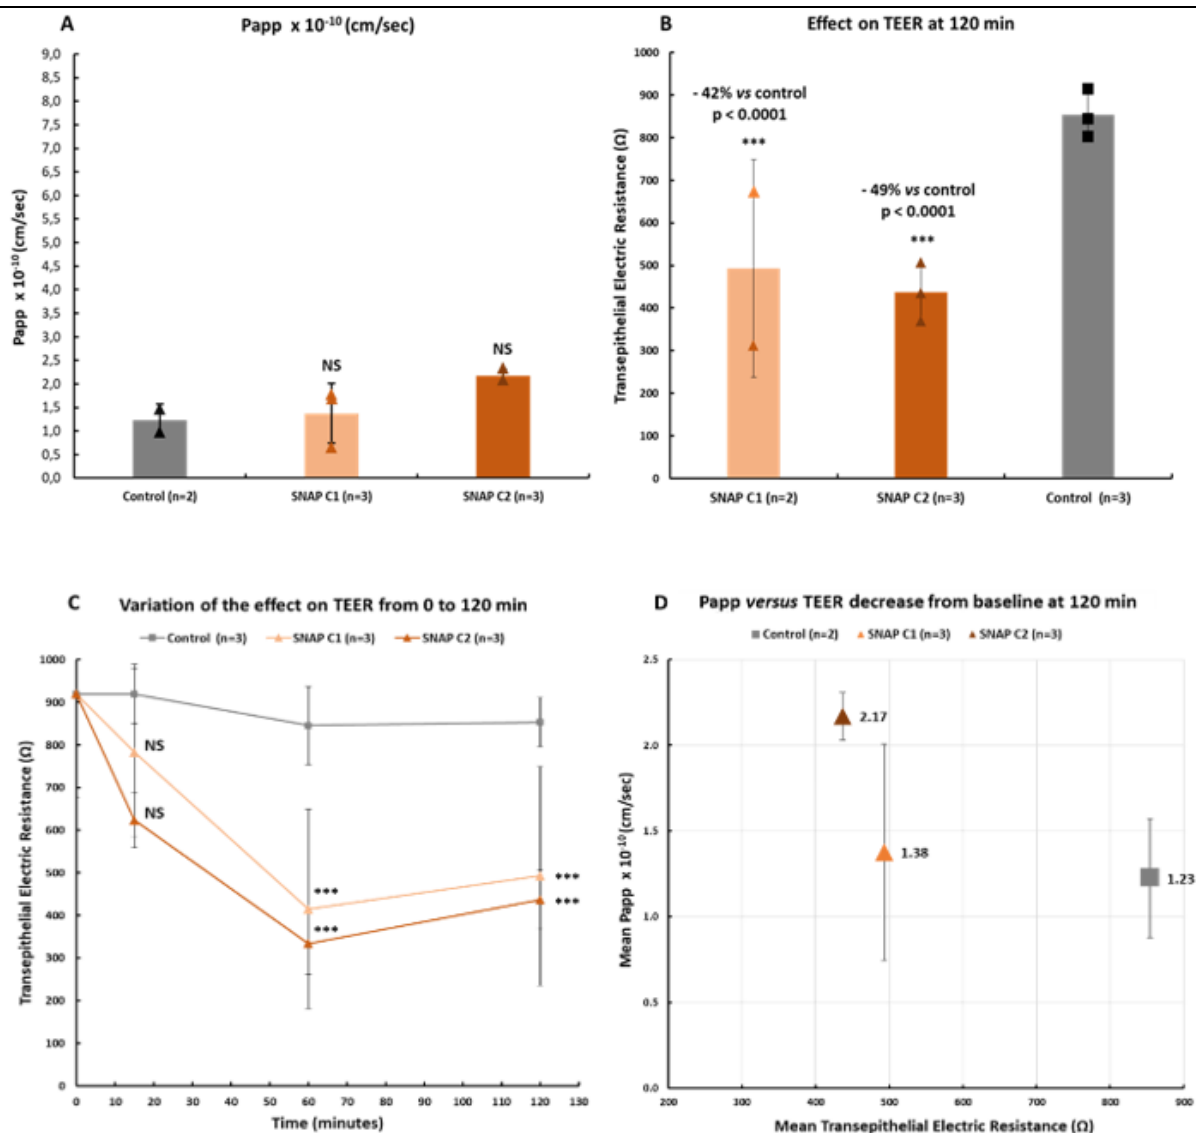 A
Papp x 10⁻¹⁰ (cm/sec)
Papp x 10⁻¹⁰ (cm/sec)
9,0
8,5
8,0
7,5
7,0
6,5
6,0
5,5
5,0
4,5
4,0
3,5
3,0
2,5
2,0
1,5
1,0
0,5
0,0
NS
NS
Control (n=2)
SNAP C1 (n=3)
SNAP C2 (n=3)
B
Effect on TEER at 120 min
Transepithelial Electric Resistance (Ω)
1000
900
800
700
600
500
400
300
200
100
0
- 42% vs control
p < 0.0001
***
- 49% vs control
p < 0.0001
***
SNAP C1 (n=2)
SNAP C2 (n=3)
Control (n=3)
C
Variation of the effect on TEER from 0 to 120 min
Control (n=3) SNAP C1 (n=3) SNAP C2 (n=3)
Transepithelial Electric Resistance (Ω)
1000
900
800
700
600
500
400
300
200
100
0
NS
NS
***
***
***
***
0 10 20 30 40 50 60 70 80 90 100 110 120 130
Time (minutes)
D
Papp versus TEER decrease from baseline at 120 min
Control (n=2) SNAP C1 (n=3) SNAP C2 (n=3)
Mean Papp x 10⁻¹⁰ (cm/sec)
2.5
2.0
1.5
1.0
0.5
0.0
2.17
1.38
1.23
200 300 400 500 600 700 800 900
Mean Transepithelial Electric Resistance (Ω)